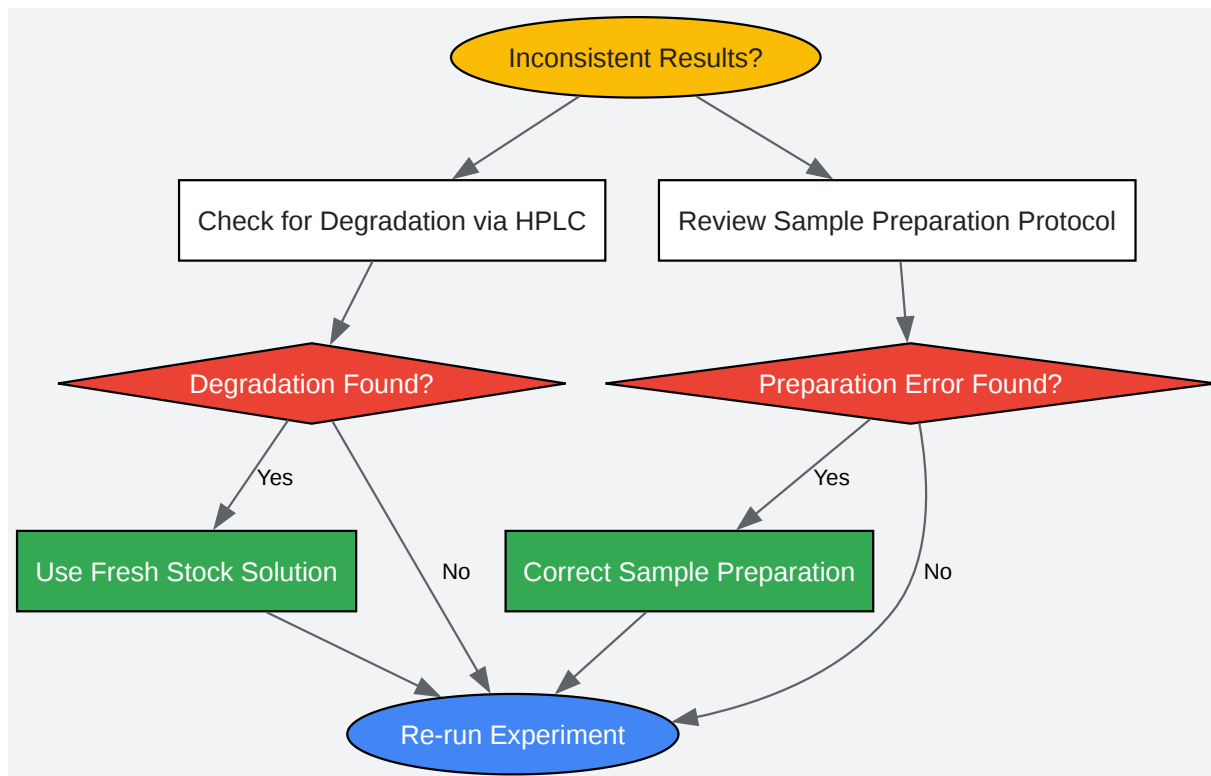 Inconsistent Results?
Check for Degradation via HPLC
Review Sample Preparation Protocol
Degradation Found?
Preparation Error Found?
Yes
Yes
Use Fresh Stock Solution
No
Correct Sample Preparation
No
Re-run Experiment